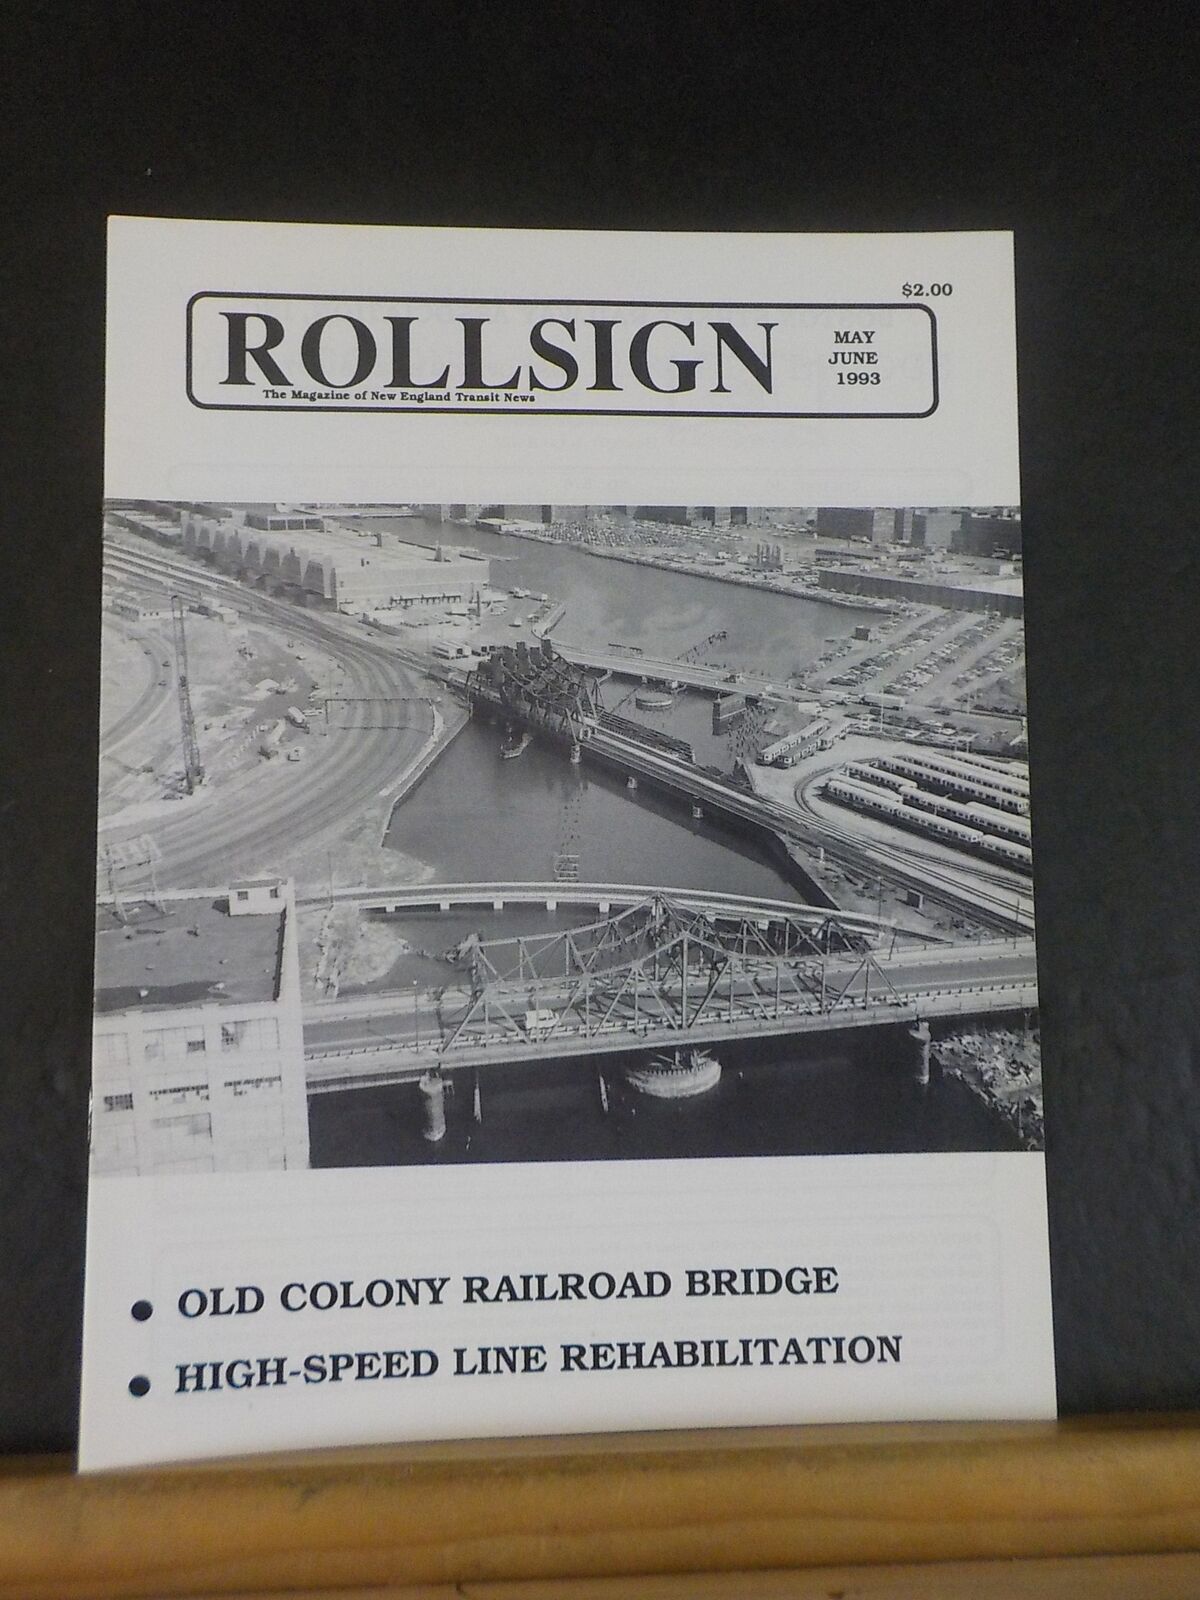 $2.00
ROLLSIGN
The Magazine of New England Transit News
MAY
JUNE
1993
● OLD COLONY RAILROAD BRIDGE
● HIGH-SPEED LINE REHABILITATION